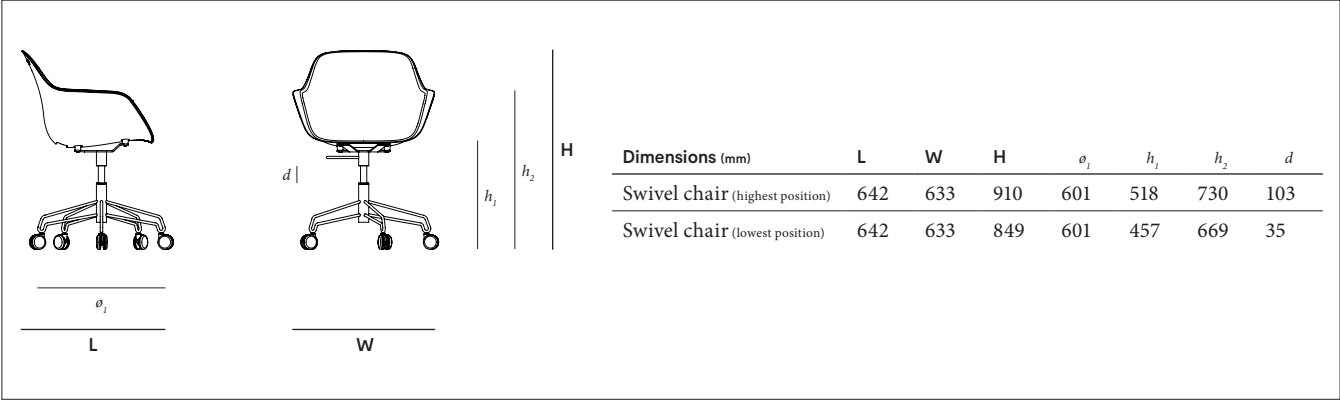 d
h₁
h₂
H
ø₁
L
W
Dimensions (mm) L W H ø₁ h₁ h₂ d
Swivel chair (highest position) 642 633 910 601 518 730 103
Swivel chair (lowest position) 642 633 849 601 457 669 35